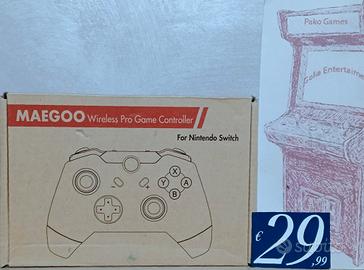 Pako Games
MAEGOO Wireless Pro Game Controller
For Nintendo Switch
X
Y
A
B
€ 29
,99